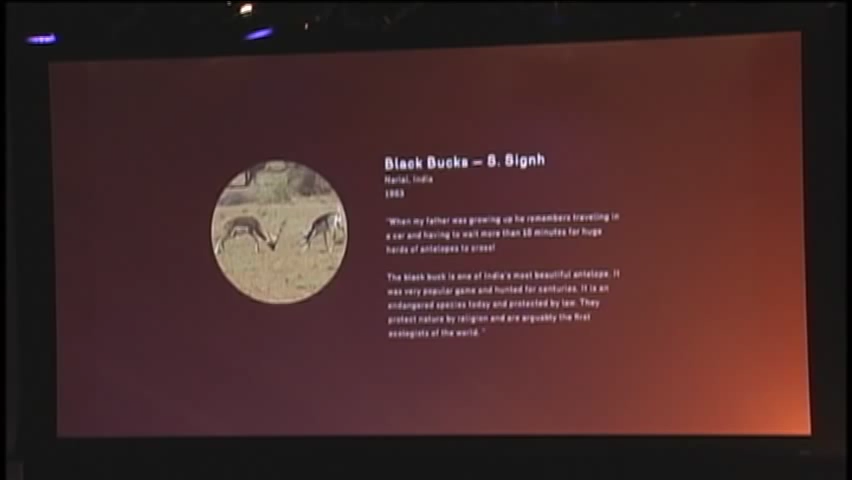 Black Bucks — S. Signh
Narlai, India
1963
"When my father was growing up he remembers traveling in
a car and having to wait more than 10 minutes for huge
herds of antelopes to cross!
The black buck is one of India's most beautiful antelope. It
was very popular game and hunted for centuries. It is an
endangered species today and protected by law. They
protect nature by religion and are arguably the first
ecologists of the world. "